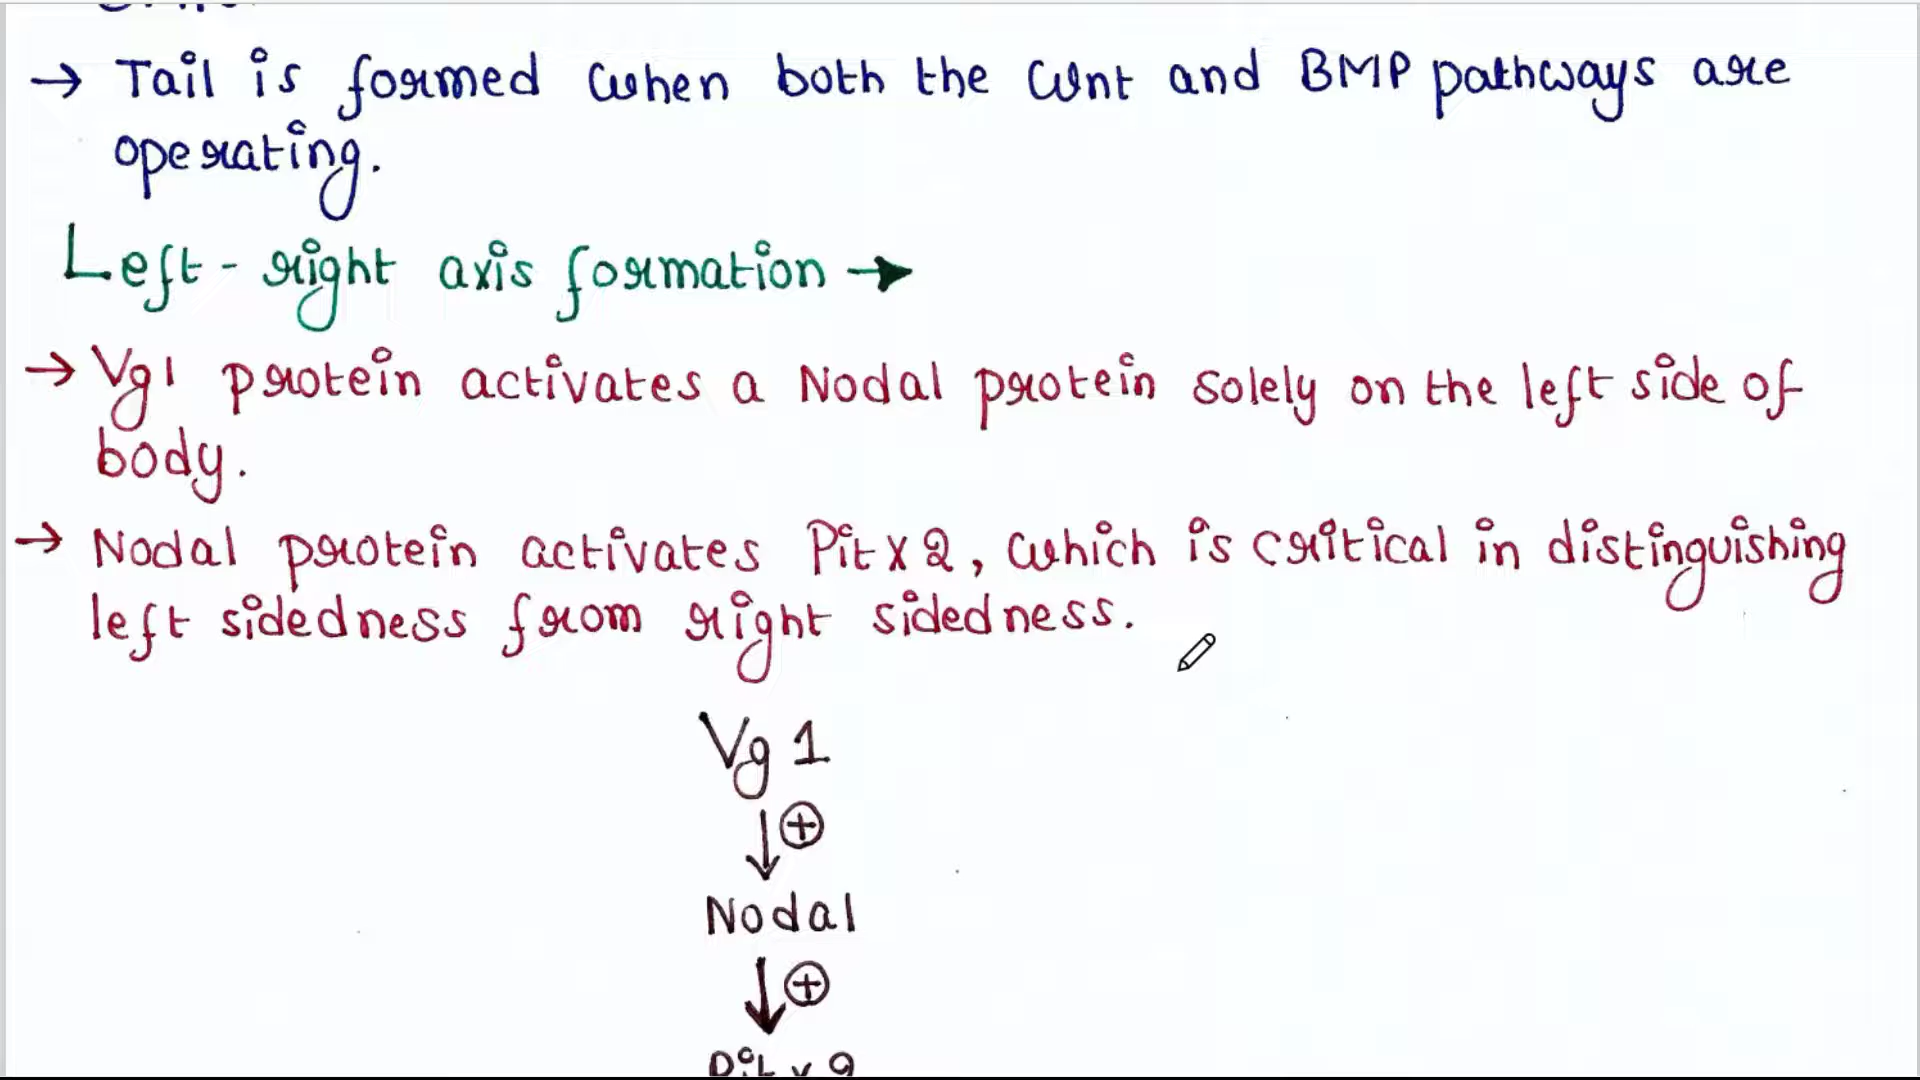 → Tail is formed when both the Wnt and BMP pathways are
operating.
Left-right axis formation →
→ Vg1 protein activates a Nodal protein solely on the left side of
body.
→ Nodal protein activates Pitx2, which is critical in distinguishing
left sidedness from right sidedness.
Vg 1
↓ ⊕
Nodal
↓ ⊕